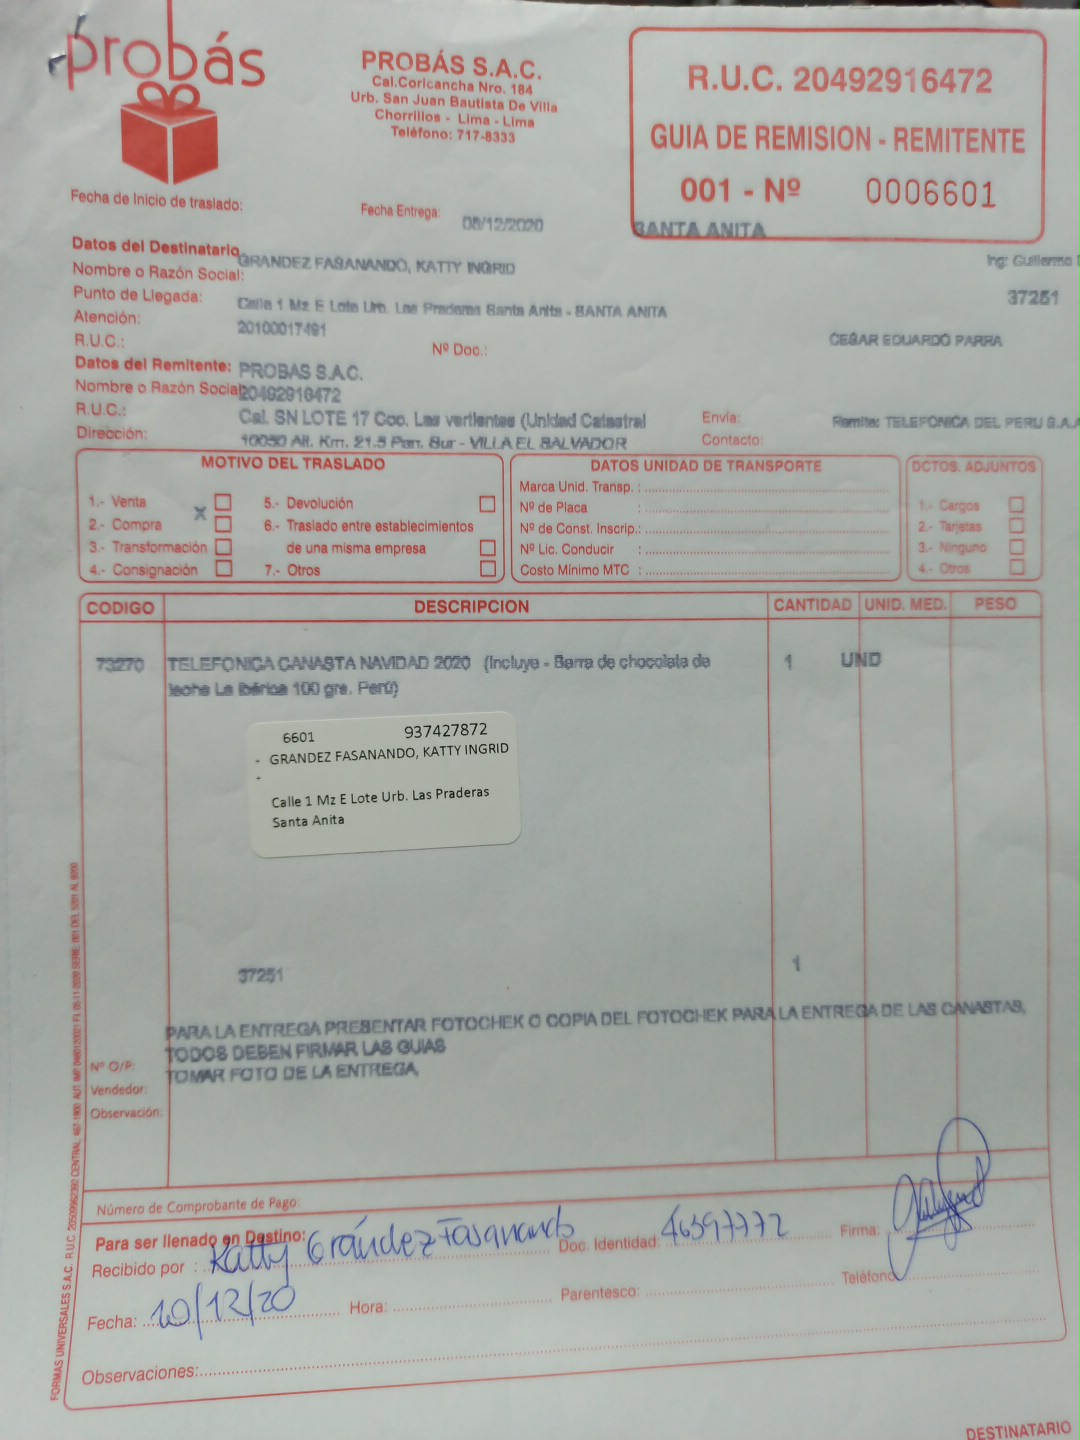 probás
PROBÁS S.A.C.
Cal.Coricancha Nro. 184
Urb. San Juan Bautista De Villa
Chorrillos - Lima - Lima
Teléfono: 717-8333
R.U.C. 20492916472
GUIA DE REMISION - REMITENTE
001 - Nº 0006601
Fecha de Inicio de traslado:
Fecha Entrega: 08/12/2020
SANTA ANITA
Datos del Destinatario
Nombre o Razón Social: GRANDEZ FASANANDO, KATTY INGRID
Ing: Guillermo
Punto de Llegada: Calle 1 Mz E Lote Urb. Las Praderas Santa Anita - SANTA ANITA
37251
Atención: 20100017491
R.U.C.: Nº Doc.: CESAR EDUARDO PARRA
Datos del Remitente: PROBAS S.A.C.
Nombre o Razón Social 20492916472
R.U.C.: Cal. SN LOTE 17 Coo. Las vertientes (Unidad Catastral
Envía: Remite: TELEFONICA DEL PERU S.A.A
Dirección: 10050 Alt. Km. 21.5 Pan. Sur - VILLA EL SALVADOR
Contacto:
MOTIVO DEL TRASLADO
1.- Venta
2.- Compra
3.- Transformación
4.- Consignación
X
5.- Devolución
6.- Traslado entre establecimientos
de una misma empresa
7.- Otros
DATOS UNIDAD DE TRANSPORTE
Marca Unid. Transp. :
Nº de Placa :
Nº de Const. Inscrip.:
Nº Lic. Conducir :
Costo Mínimo MTC :
DCTOS. ADJUNTOS
1.- Cargos
2.- Tarjetas
3.- Ninguno
4.- Otros
CODIGO DESCRIPCION CANTIDAD UNID. MED. PESO
73270 TELEFONICA CANASTA NAVIDAD 2020 (Incluye - Barra de chocolate de 1 UND
leche La Ibérica 100 grs. Perú)
6601 937427872
- GRANDEZ FASANANDO, KATTY INGRID
-
Calle 1 Mz E Lote Urb. Las Praderas
Santa Anita
37251 1
PARA LA ENTREGA PRESENTAR FOTOCHEK O COPIA DEL FOTOCHEK PARA LA ENTREGA DE LAS CANASTAS,
TODOS DEBEN FIRMAR LAS GUIAS
TOMAR FOTO DE LA ENTREGA,
Nº O/P:
Vendedor:
Observación:
Número de Comprobante de Pago:
Para ser llenado en Destino:
Recibido por : Katty Grández Fasanando Doc. Identidad: 46397772 Firma:
Fecha: 10/12/20 Hora: Parentesco: Teléfono
Observaciones:
DESTINATARIO